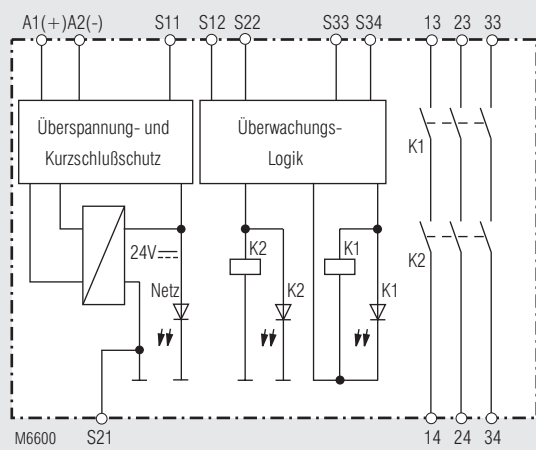 A1(+) A2(-) S11 S12 S22 S33 S34 13 23 33
Überspannung- und
Kurzschlußschutz
Überwachungs-
Logik
K1
24V
K2
K1
K2
Netz
K2
K1
M6600
S21
14 24 34